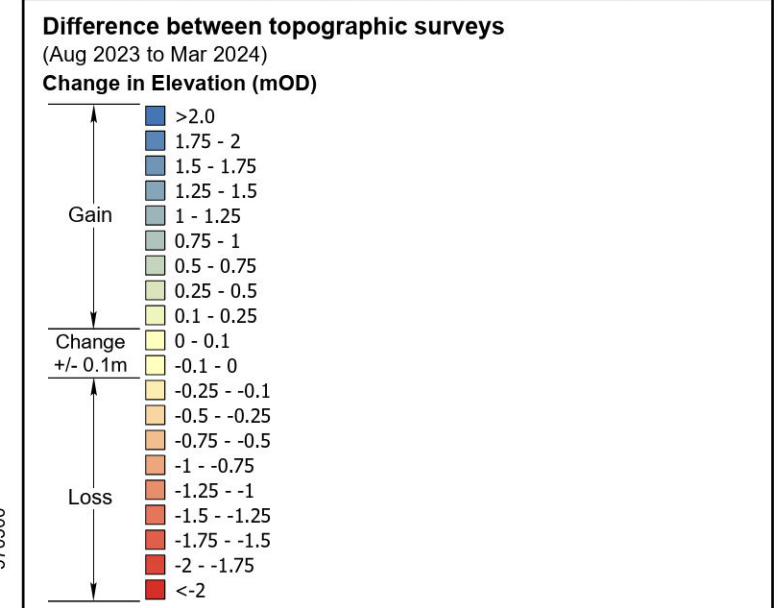 Difference between topographic surveys
(Aug 2023 to Mar 2024)
Change in Elevation (mOD)
>2.0
1.75 - 2
1.5 - 1.75
1.25 - 1.5
Gain
1 - 1.25
0.75 - 1
0.5 - 0.75
0.25 - 0.5
0.1 - 0.25
Change
+/- 0.1m
0 - 0.1
-0.1 - 0
-0.25 - -0.1
-0.5 - -0.25
-0.75 - -0.5
-1 - -0.75
-1.25 - -1
Loss
-1.5 - -1.25
-1.75 - -1.5
-2 - -1.75
<-2